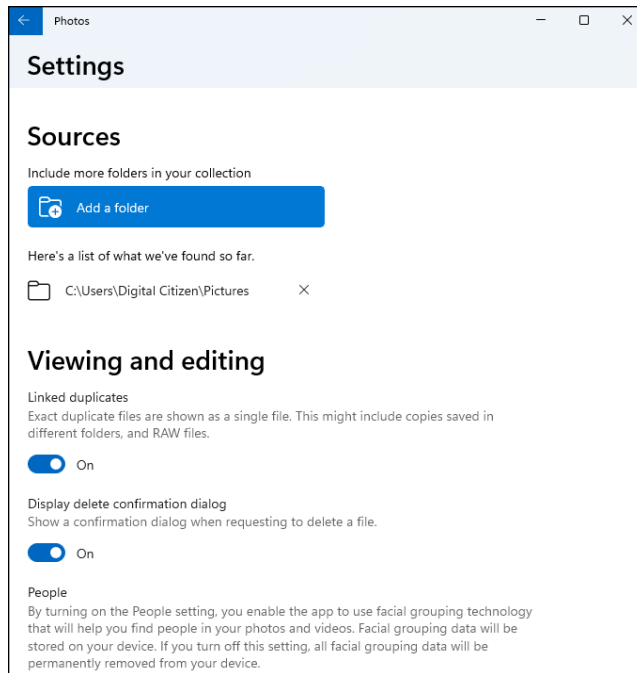 Photos
Settings
Sources
Include more folders in your collection
Add a folder
Here's a list of what we've found so far.
C:\Users\Digital Citizen\Pictures
Viewing and editing
Linked duplicates
Exact duplicate files are shown as a single file. This might include copies saved in
different folders, and RAW files.
On
Display delete confirmation dialog
Show a confirmation dialog when requesting to delete a file.
On
People
By turning on the People setting, you enable the app to use facial grouping technology
that will help you find people in your photos and videos. Facial grouping data will be
stored on your device. If you turn off this setting, all facial grouping data will be
permanently removed from your device.